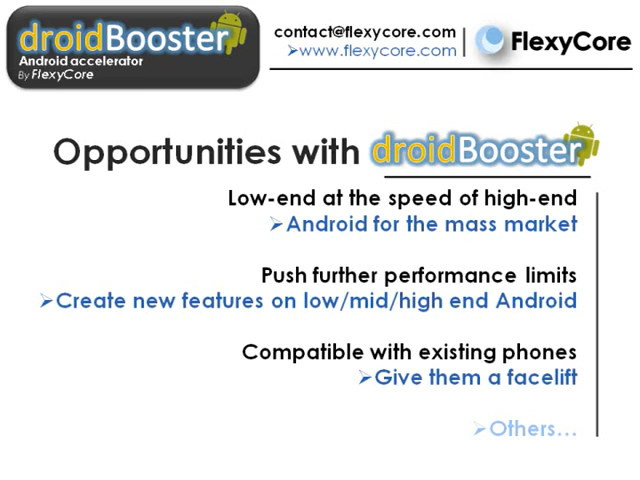 droidBooster
Android accelerator
By FlexyCore
contact@flexycore.com
➢www.flexycore.com
FlexyCore
Opportunities with droidBooster
Low-end at the speed of high-end
➢Android for the mass market
Push further performance limits
➢Create new features on low/mid/high end Android
Compatible with existing phones
➢Give them a facelift
➢Others…